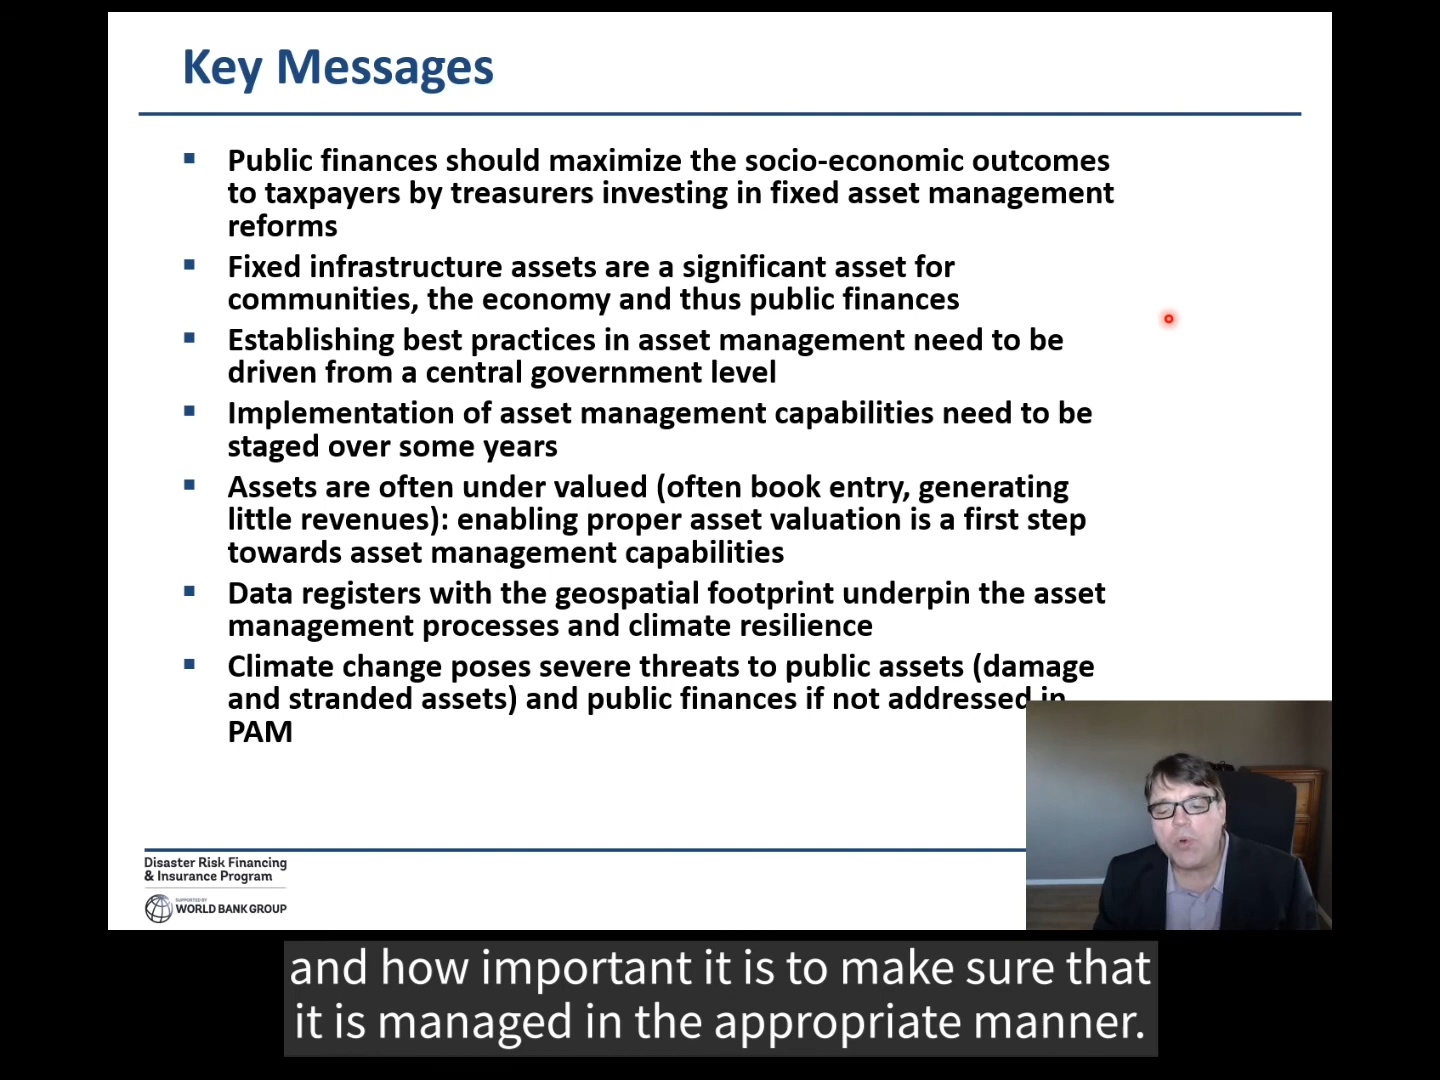 Key Messages
Public finances should maximize the socio-economic outcomes
to taxpayers by treasurers investing in fixed asset management
reforms
Fixed infrastructure assets are a significant asset for
communities, the economy and thus public finances
Establishing best practices in asset management need to be
driven from a central government level
Implementation of asset management capabilities need to be
staged over some years
Assets are often under valued (often book entry, generating
little revenues): enabling proper asset valuation is a first step
towards asset management capabilities
Data registers with the geospatial footprint underpin the asset
management processes and climate resilience
Climate change poses severe threats to public assets (damage
and stranded assets) and public finances if not addressed in
PAM
Disaster Risk Financing
& Insurance Program
SUPPORTED BY
WORLD BANK GROUP
and how important it is to make sure that
it is managed in the appropriate manner.